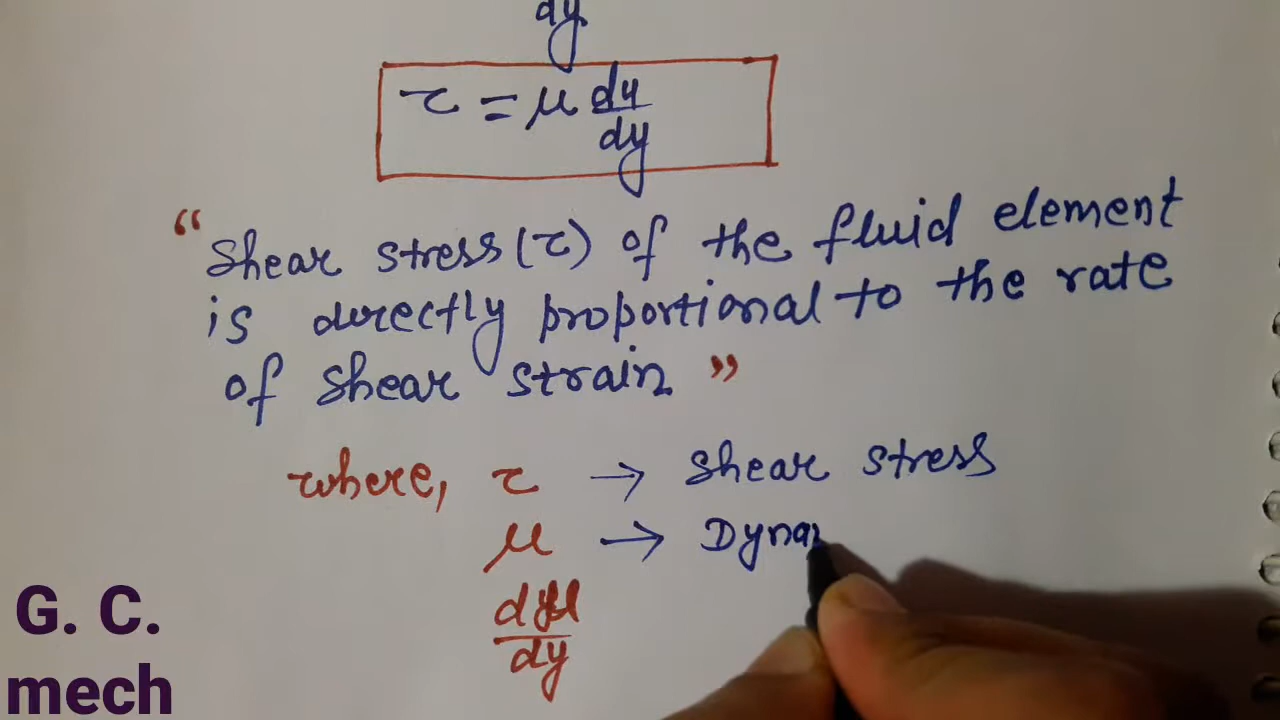 dy
τ = μ du/dy
“ Shear stress (τ) of the fluid element
is directly proportional to the rate
of shear strain ”
where, τ → Shear stress
μ → Dyna
du/dy
G. C.
mech